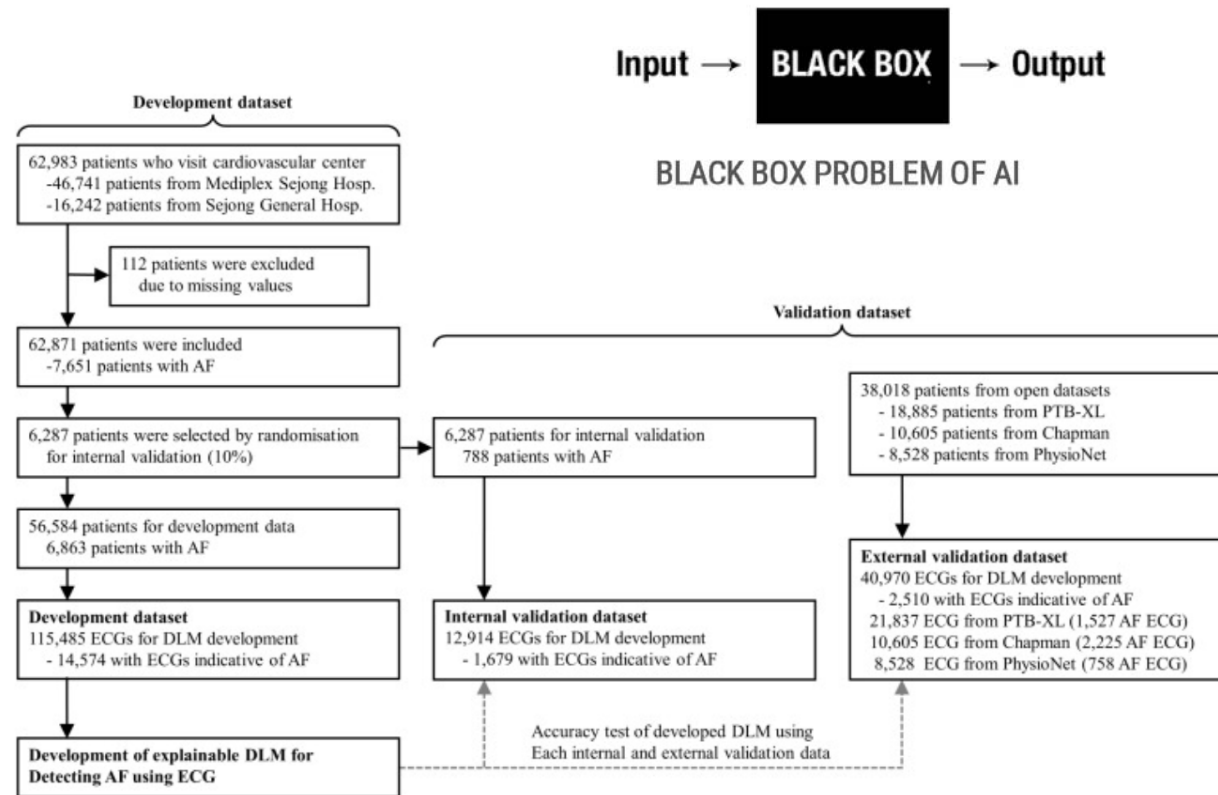 Input → BLACK BOX → Output
BLACK BOX PROBLEM OF AI
Development dataset
62,983 patients who visit cardiovascular center
-46,741 patients from Mediplex Sejong Hosp.
-16,242 patients from Sejong General Hosp.
112 patients were excluded
due to missing values
62,871 patients were included
-7,651 patients with AF
6,287 patients were selected by randomisation
for internal validation (10%)
56,584 patients for development data
6,863 patients with AF
Development dataset
115,485 ECGs for DLM development
- 14,574 with ECGs indicative of AF
Development of explainable DLM for
Detecting AF using ECG
Validation dataset
6,287 patients for internal validation
788 patients with AF
Internal validation dataset
12,914 ECGs for DLM development
- 1,679 with ECGs indicative of AF
38,018 patients from open datasets
- 18,885 patients from PTB-XL
- 10,605 patients from Chapman
- 8,528 patients from PhysioNet
External validation dataset
40,970 ECGs for DLM development
- 2,510 with ECGs indicative of AF
21,837 ECG from PTB-XL (1,527 AF ECG)
10,605 ECG from Chapman (2,225 AF ECG)
8,528 ECG from PhysioNet (758 AF ECG)
Accuracy test of developed DLM using
Each internal and external validation data